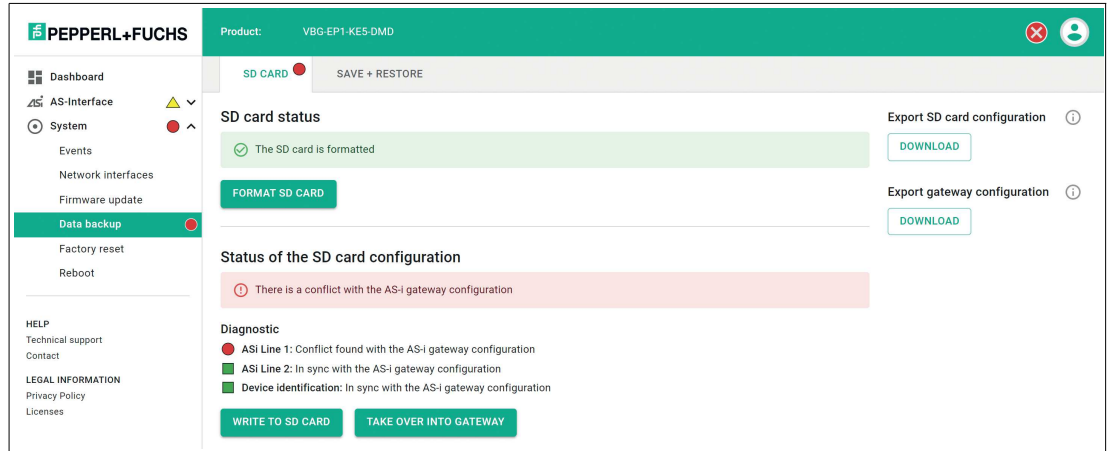 PEPPERL+FUCHS
Product: VBG-EP1-KE5-DMD
Dashboard
AS-Interface
System
Events
Network interfaces
Firmware update
Data backup
Factory reset
Reboot
HELP
Technical support
Contact
LEGAL INFORMATION
Privacy Policy
Licenses
SD CARD
SAVE + RESTORE
SD card status
The SD card is formatted
FORMAT SD CARD
Status of the SD card configuration
There is a conflict with the AS-i gateway configuration
Diagnostic
ASi Line 1: Conflict found with the AS-i gateway configuration
ASi Line 2: In sync with the AS-i gateway configuration
Device identification: In sync with the AS-i gateway configuration
WRITE TO SD CARD
TAKE OVER INTO GATEWAY
Export SD card configuration
DOWNLOAD
Export gateway configuration
DOWNLOAD